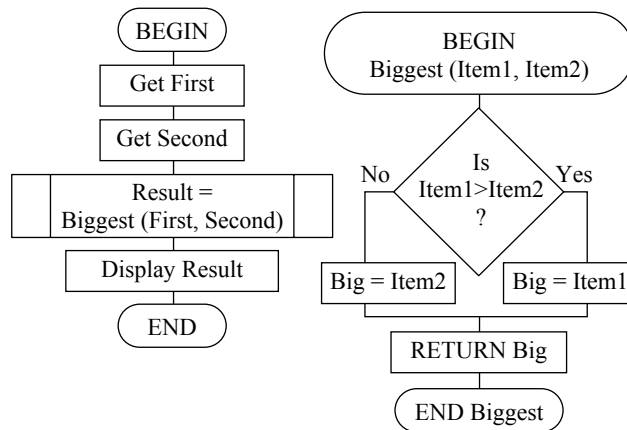 BEGIN
Get First
Get Second
Result =
Biggest (First, Second)
Display Result
END
BEGIN
Biggest (Item1, Item2)
Is
Item1>Item2
?
No
Yes
Big = Item2
Big = Item1
RETURN Big
END Biggest